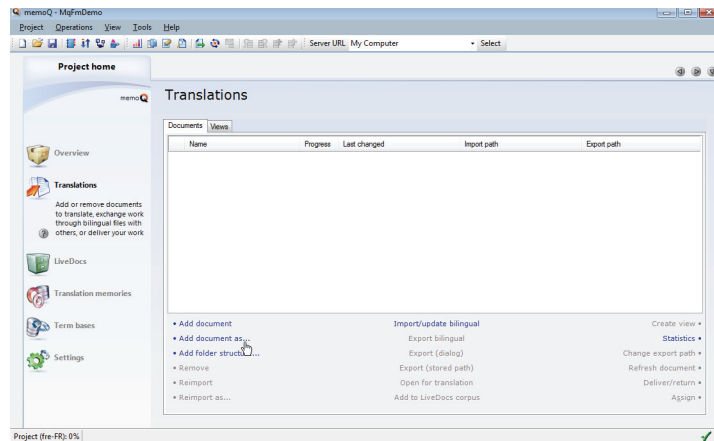 memoQ - MqFmDemo
Project Operations View Tools Help
Server URL My Computer Select
Project home
memoQ
Translations
Documents Views
Name Progress Last changed Import path Export path
Overview
Translations
Add or remove documents
to translate, exchange work
through bilingual files with
others, or deliver your work
LiveDocs
Translation memories
Term bases
Settings
• Add document Import/update bilingual Create view •
• Add document as... Export bilingual Statistics •
• Add folder structure... Export (dialog) Change export path •
• Remove Export (stored path) Refresh document •
• Reimport Open for translation Deliver/return •
• Reimport as... Add to LiveDocs corpus Assign •
Project (fre-FR): 0%